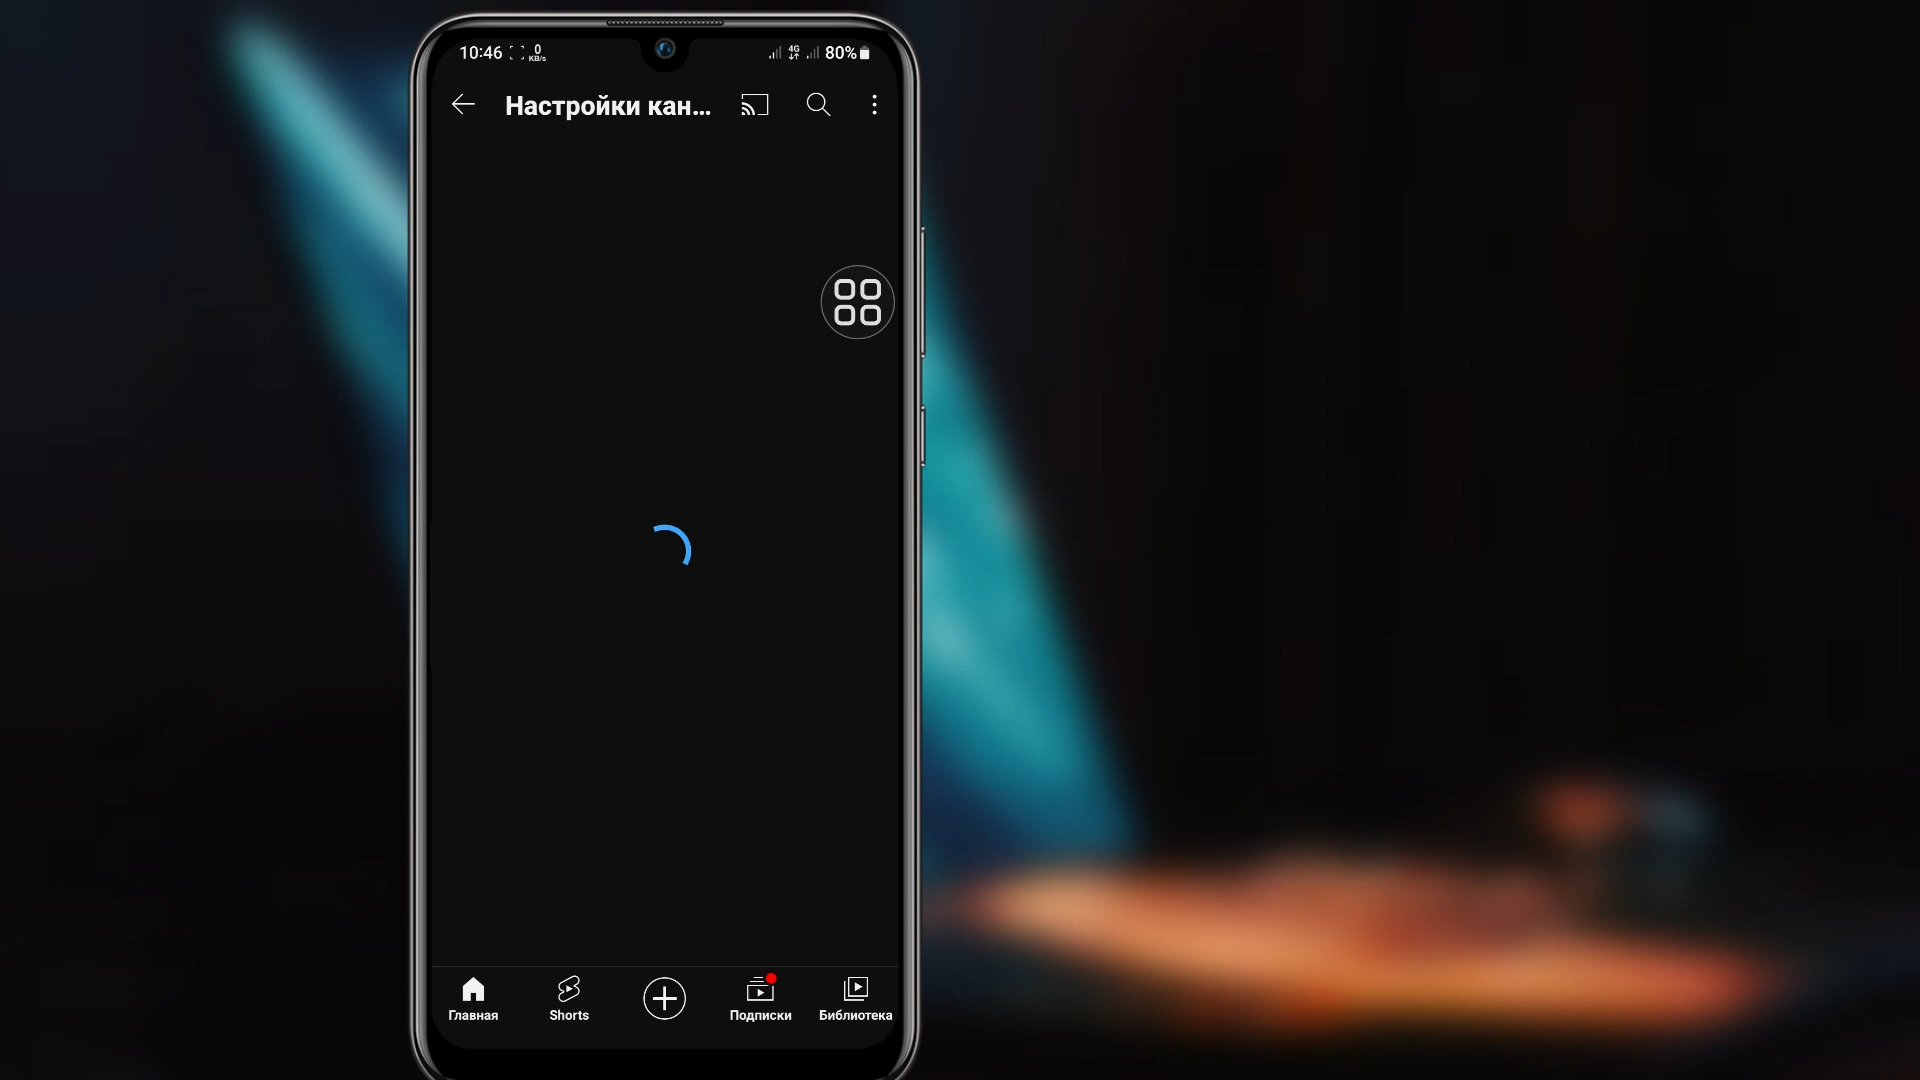 10:46 0 KB/s 4G 80%
Настройки кан...
Главная Shorts Подписки Библиотека